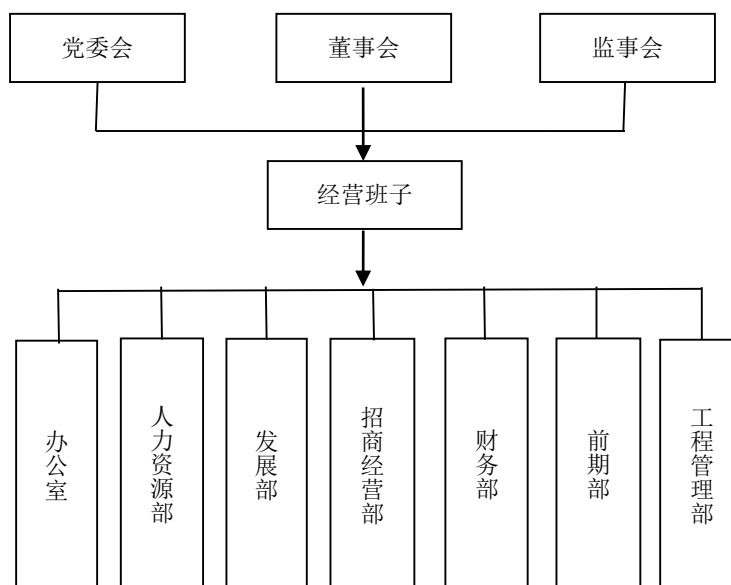 党委会
董事会
监事会
经营班子
办公室
人力资源部
发展部
招商经营部
财务部
前期部
工程管理部